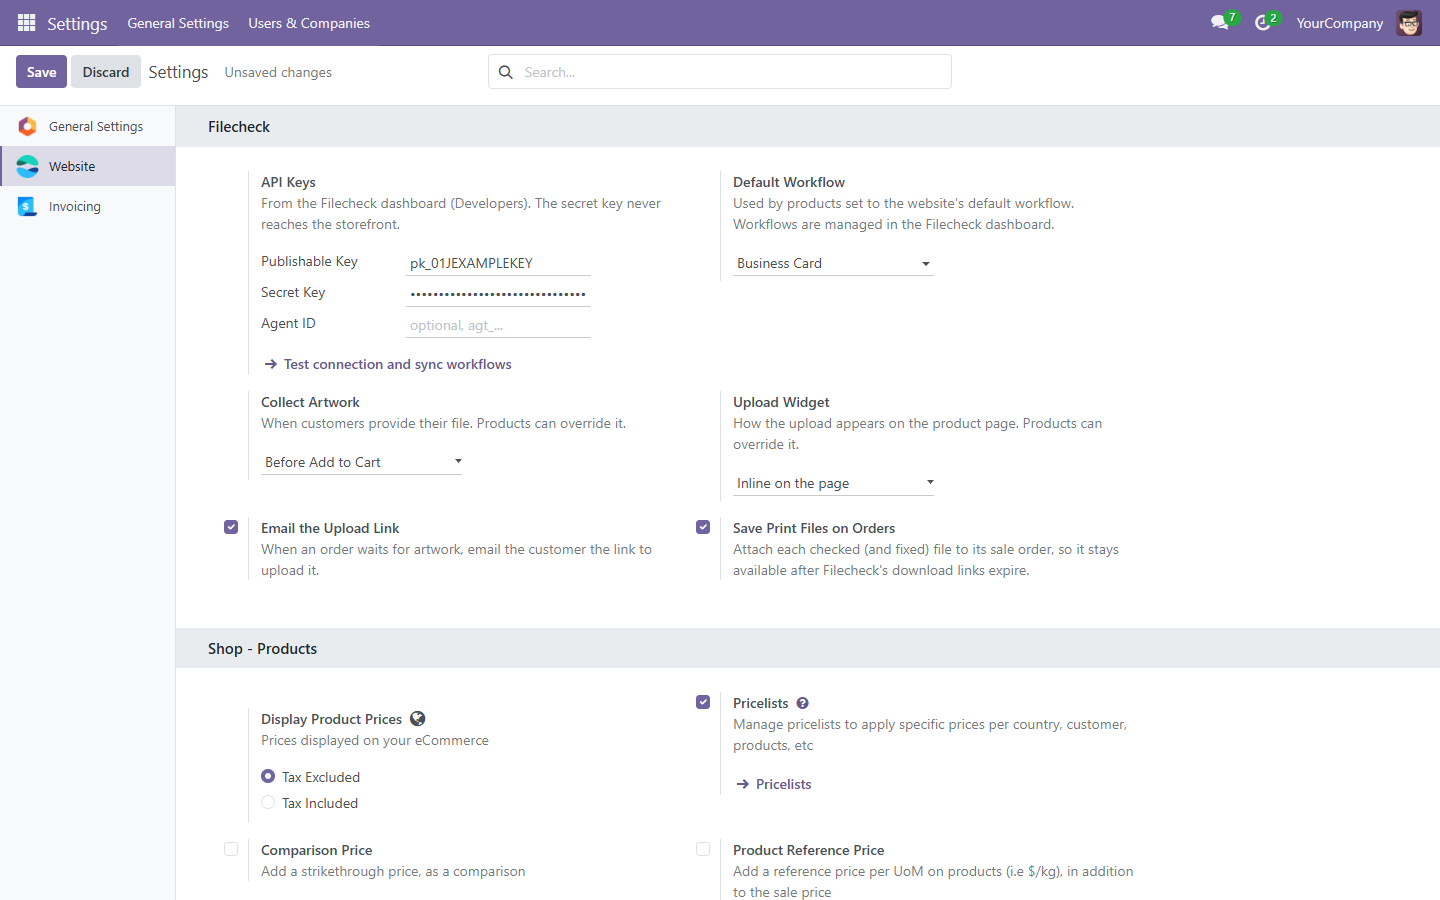 Settings General Settings Users & Companies 7 2 YourCompany
Save Discard Settings Unsaved changes Search...
General Settings
Website
Invoicing
Filecheck
API Keys
From the Filecheck dashboard (Developers). The secret key never
reaches the storefront.
Publishable Key pk_01JEXAMPLEKEY
Secret Key •••••••••••••••••••••••••••••••
Agent ID optional, agt_...
Test connection and sync workflows
Default Workflow
Used by products set to the website's default workflow.
Workflows are managed in the Filecheck dashboard.
Business Card
Collect Artwork
When customers provide their file. Products can override it.
Before Add to Cart
Upload Widget
How the upload appears on the product page. Products can
override it.
Inline on the page
Email the Upload Link
When an order waits for artwork, email the customer the link to
upload it.
Save Print Files on Orders
Attach each checked (and fixed) file to its sale order, so it stays
available after Filecheck's download links expire.
Shop - Products
Display Product Prices
Prices displayed on your eCommerce
Tax Excluded
Tax Included
Pricelists ?
Manage pricelists to apply specific prices per country, customer,
products, etc
Pricelists
Comparison Price
Add a strikethrough price, as a comparison
Product Reference Price
Add a reference price per UoM on products (i.e $/kg), in addition
to the sale price